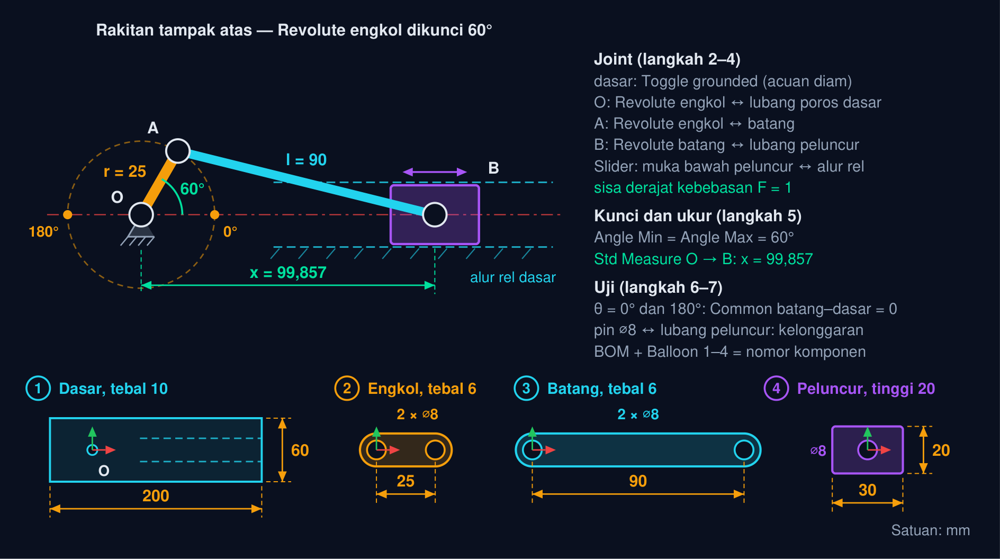 Rakitan tampak atas — Revolute engkol dikunci 60°
A
r = 25
l = 90
60°
O
B
180°
0°
x = 99,857
alur rel dasar
Joint (langkah 2–4)
dasar: Toggle grounded (acuan diam)
O: Revolute engkol ↔ lubang poros dasar
A: Revolute engkol ↔ batang
B: Revolute batang ↔ lubang peluncur
Slider: muka bawah peluncur ↔ alur rel
sisa derajat kebebasan F = 1
Kunci dan ukur (langkah 5)
Angle Min = Angle Max = 60°
Std Measure O → B: x = 99,857
Uji (langkah 6–7)
θ = 0° dan 180°: Common batang–dasar = 0
pin ⌀8 ↔ lubang peluncur: kelonggaran
BOM + Balloon 1–4 = nomor komponen
1 Dasar, tebal 10
O
60
200
2 Engkol, tebal 6
2 × ⌀8
25
3 Batang, tebal 6
2 × ⌀8
90
4 Peluncur, tinggi 20
⌀8
20
30
Satuan: mm